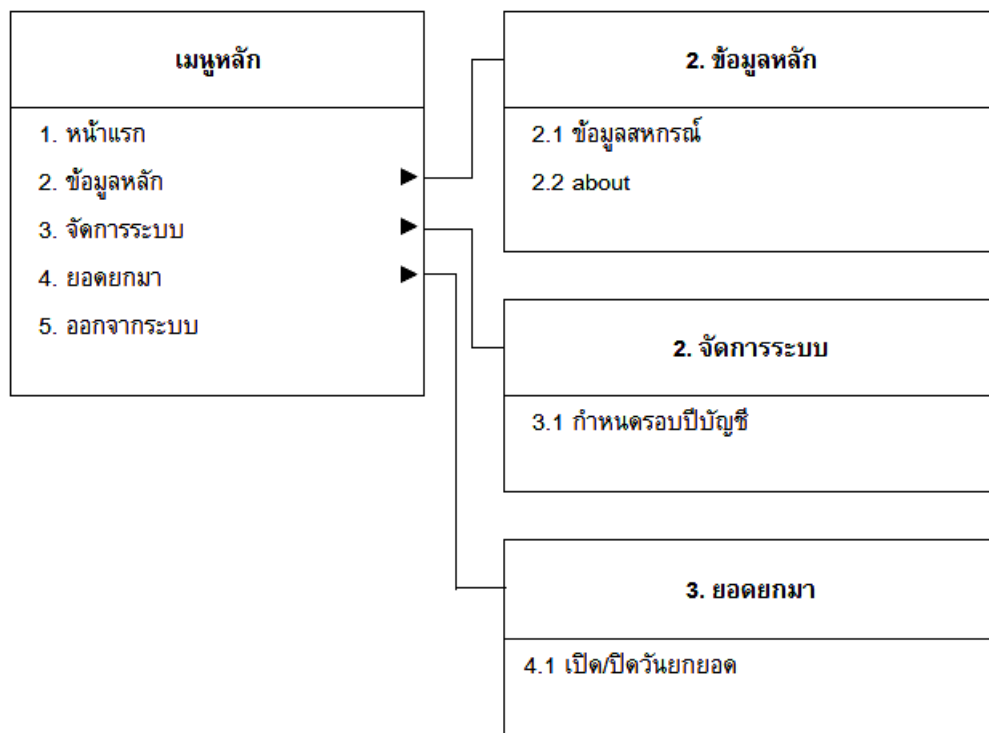 เมนูหลัก
1. หน้าแรก
2. ข้อมูลหลัก
3. จัดการระบบ
4. ยอดยกมา
5. ออกจากระบบ
2. ข้อมูลหลัก
2.1 ข้อมูลสหกรณ์
2.2 about
2. จัดการระบบ
3.1 กำหนดรอบปีบัญชี
3. ยอดยกมา
4.1 เปิด/ปิดวันยกยอด